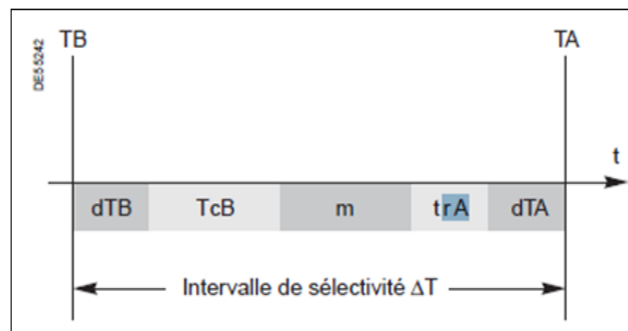 DE55242
TB
TA
t
dTB TcB m trA dTA
Intervalle de sélectivité ΔT